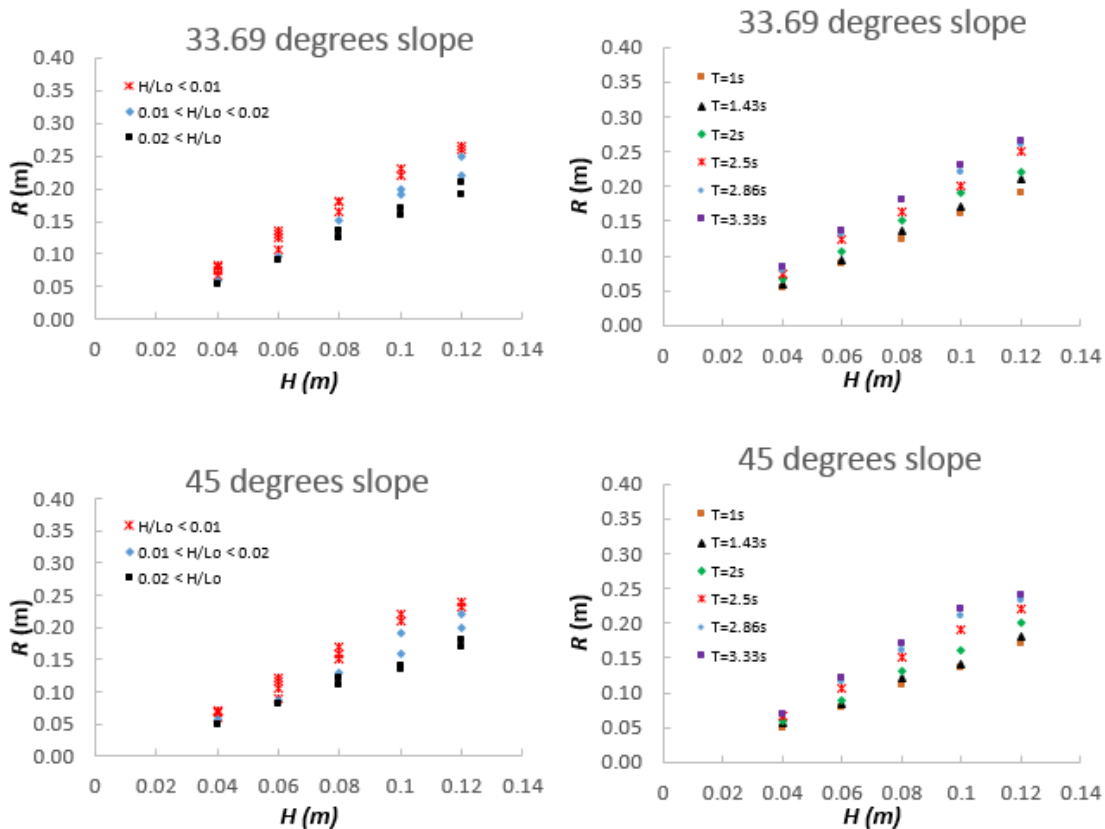 33.69 degrees slope
0.40
0.35
0.30
0.25
0.20
0.15
0.10
0.05
0.00
R (m)
H/Lo < 0.01
0.01 < H/Lo < 0.02
0.02 < H/Lo
0 0.02 0.04 0.06 0.08 0.1 0.12 0.14
H (m)
33.69 degrees slope
0.40
0.35
0.30
0.25
0.20
0.15
0.10
0.05
0.00
R (m)
T=1s
T=1.43s
T=2s
T=2.5s
T=2.86s
T=3.33s
0 0.02 0.04 0.06 0.08 0.1 0.12 0.14
H (m)
45 degrees slope
0.40
0.35
0.30
0.25
0.20
0.15
0.10
0.05
0.00
R (m)
H/Lo < 0.01
0.01 < H/Lo < 0.02
0.02 < H/Lo
0 0.02 0.04 0.06 0.08 0.1 0.12 0.14
H (m)
45 degrees slope
0.40
0.35
0.30
0.25
0.20
0.15
0.10
0.05
0.00
R (m)
T=1s
T=1.43s
T=2s
T=2.5s
T=2.86s
T=3.33s
0 0.02 0.04 0.06 0.08 0.1 0.12 0.14
H (m)